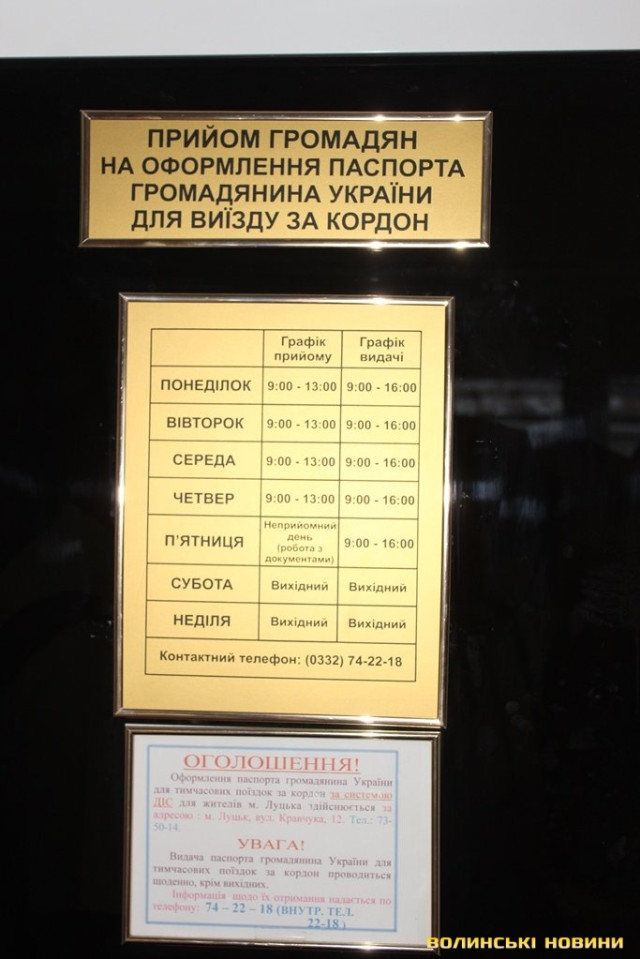 ПРИЙОМ ГРОМАДЯН
НА ОФОРМЛЕННЯ ПАСПОРТА
ГРОМАДЯНИНА УКРАЇНИ
ДЛЯ ВИЇЗДУ ЗА КОРДОН
Графік прийому Графік видачі
ПОНЕДІЛОК 9:00 - 13:00 9:00 - 16:00
ВІВТОРОК 9:00 - 13:00 9:00 - 16:00
СЕРЕДА 9:00 - 13:00 9:00 - 16:00
ЧЕТВЕР 9:00 - 13:00 9:00 - 16:00
П'ЯТНИЦЯ Неприйомний день (робота з документами) 9:00 - 16:00
СУБОТА Вихідний Вихідний
НЕДІЛЯ Вихідний Вихідний
Контактний телефон: (0332) 74-22-18
ОГОЛОШЕННЯ!
Оформлення паспорта громадянина України
для тимчасових поїздок за кордон за систем-ю
ДІС для жителів м. Луцька здійснюється за
адресою : м. Луцьк, вул. Кравчука, 12. Тел.: 73-
50-14.
УВАГА!
Видача паспорта громадянина України для
тимчасових поїздок за кордон проводиться
щоденно, крім вихідних.
Інформація щодо їх отримання надається по
телефону: 74 – 22 – 18 (ВНУТР. ТЕЛ.
22-18 )
ВОЛИНСЬКІ НОВИНИ